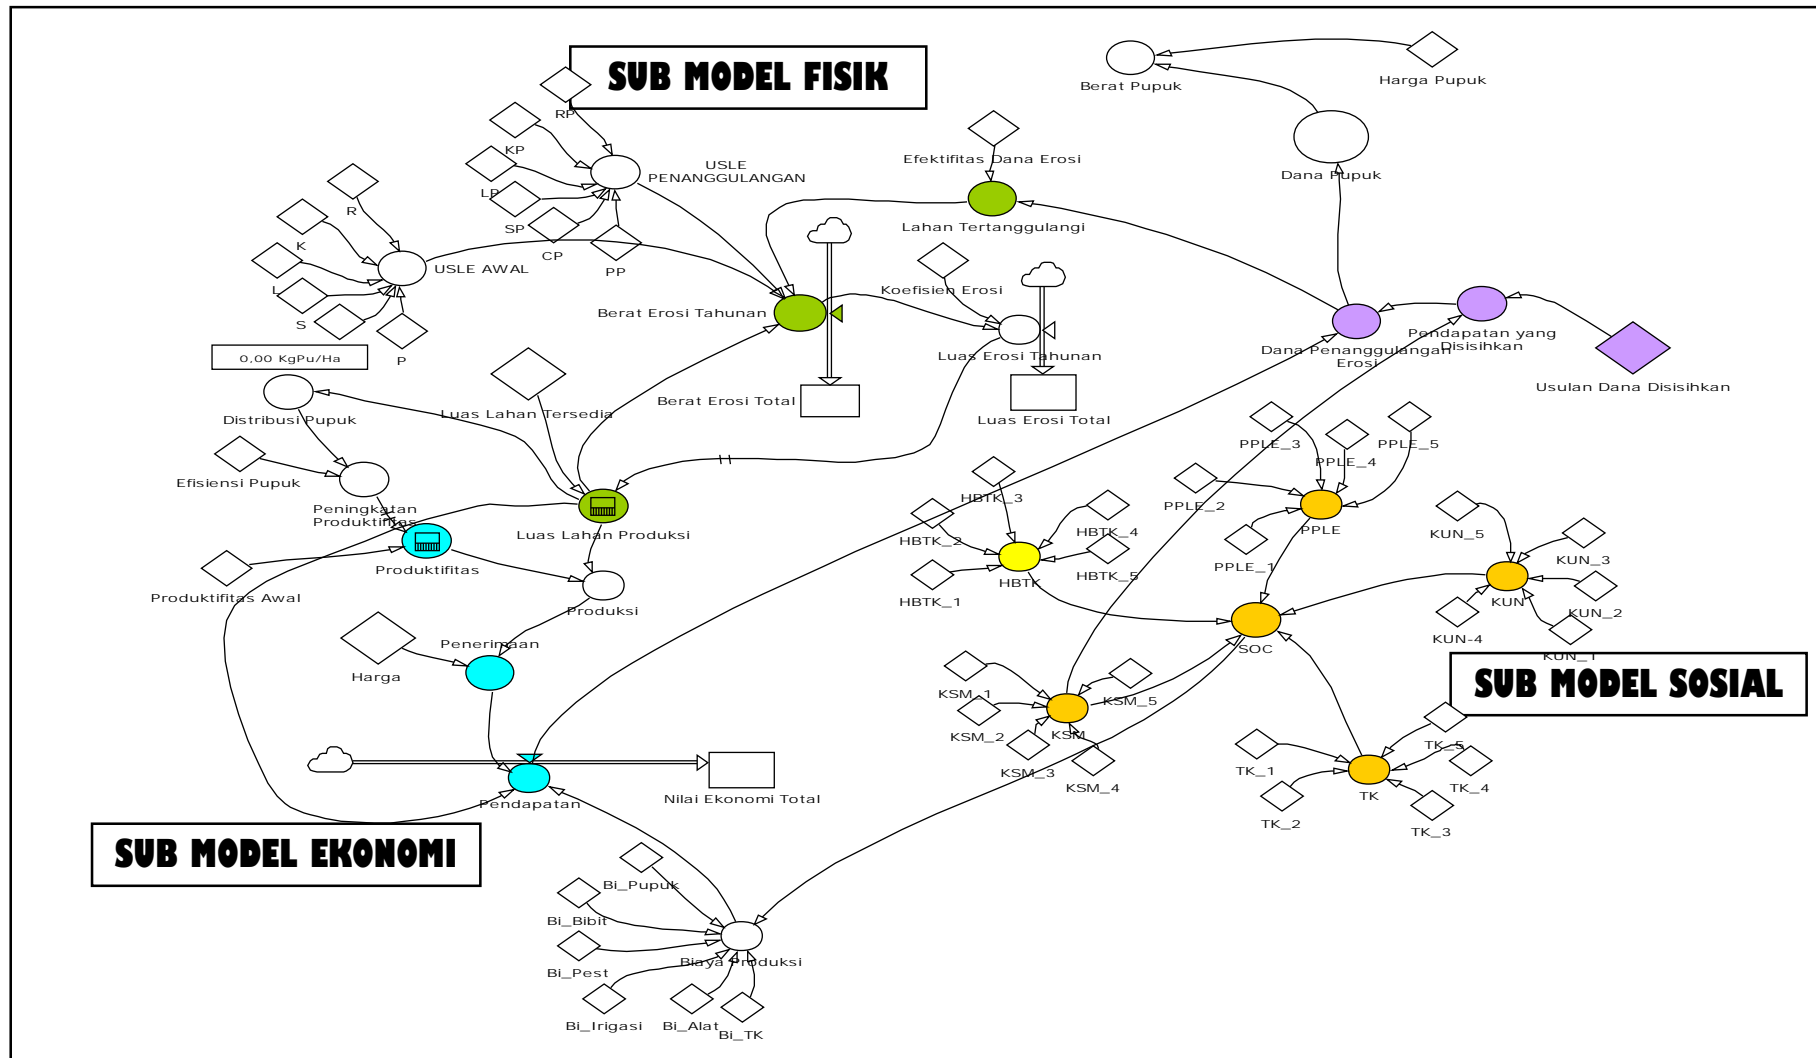 SUB MODEL FISIK
Berat Pupuk
Harga Pupuk
RP
KP
Efektifitas Dana Erosi
USLE
PENANGGULANGAN
Dana Pupuk
LP
R
SP
Lahan Tertanggulangi
K
CP
PP
USLE AWAL
L
Koefisien Erosi
S
Berat Erosi Tahunan
P
Luas Erosi Tahunan
Pendapatan yang
Disisihkan
Dana Penanggulangan
Erosi
0,00 KgPu/Ha
Usulan Dana Disisihkan
Distribusi Pupuk
Luas Lahan Tersedia
Berat Erosi Total
Luas Erosi Total
PPLE_3
PPLE_4
PPLE_5
Efisiensi Pupuk
HBTK_3
PPLE_2
Peningkatan
Produktifitas
Luas Lahan Produksi
HBTK_2
HBTK_4
PPLE
KUN_5
KUN_3
Produktifitas
PPLE_1
HBTK_5
HBTK
Produktifitas Awal
HBTK_1
KUN
KUN_2
Produksi
KUN-4
KUN_1
Penerimaan
SOC
Harga
SUB MODEL SOSIAL
KSM_1
KSM_5
KSM_2
KSM
KSM_3
KSM_4
TK_5
TK_1
TK_4
TK
TK_2
TK_3
Nilai Ekonomi Total
Pendapatan
SUB MODEL EKONOMI
Bi_Pupuk
Bi_Bibit
Biaya Produksi
Bi_Pest
Bi_Irigasi
Bi_Alat
Bi_TK